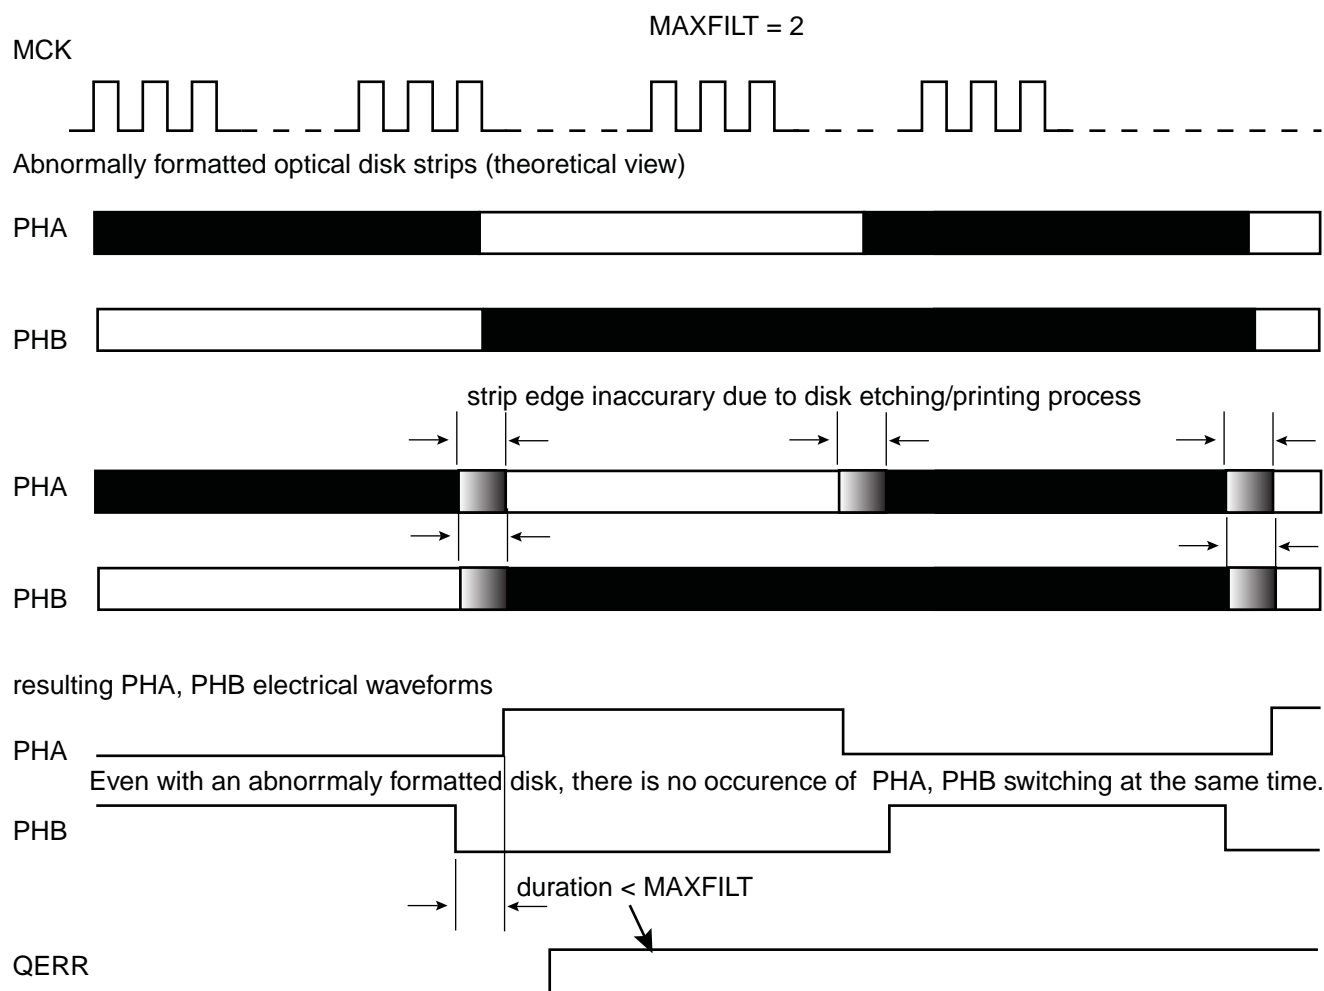 MAXFILT = 2
MCK
Abnormally formatted optical disk strips (theoretical view)
PHA
PHB
strip edge inaccurary due to disk etching/printing process
PHA
PHB
resulting PHA, PHB electrical waveforms
PHA
Even with an abnorrmaly formatted disk, there is no occurence of PHA, PHB switching at the same time.
PHB
duration < MAXFILT
QERR